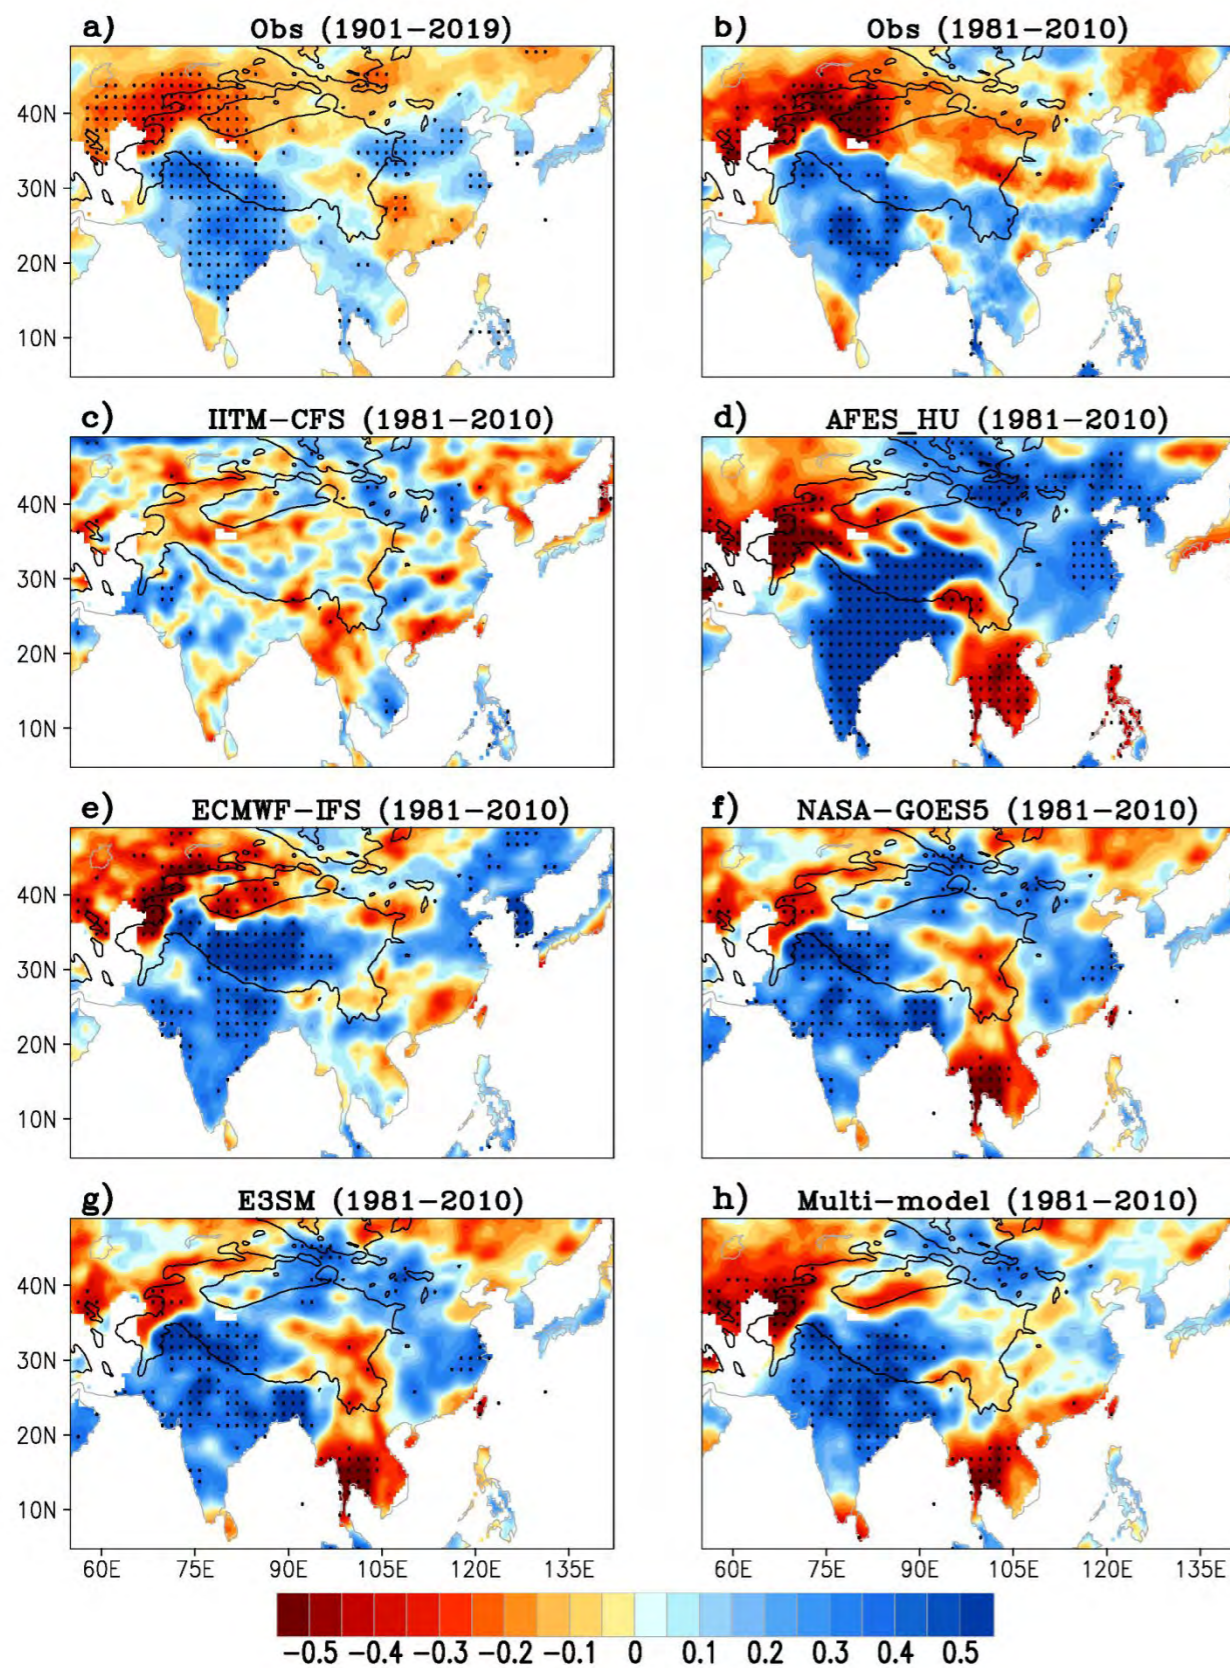 a) Obs (1901-2019)
b) Obs (1981-2010)
40N
30N
20N
10N
c) IITM-CFS (1981-2010)
d) AFES_HU (1981-2010)
40N
30N
20N
10N
e) ECMWF-IFS (1981-2010)
f) NASA-GOES5 (1981-2010)
40N
30N
20N
10N
g) E3SM (1981-2010)
h) Multi-model (1981-2010)
40N
30N
20N
10N
60E 75E 90E 105E 120E 135E
60E 75E 90E 105E 120E 135E
-0.5 -0.4 -0.3 -0.2 -0.1 0 0.1 0.2 0.3 0.4 0.5